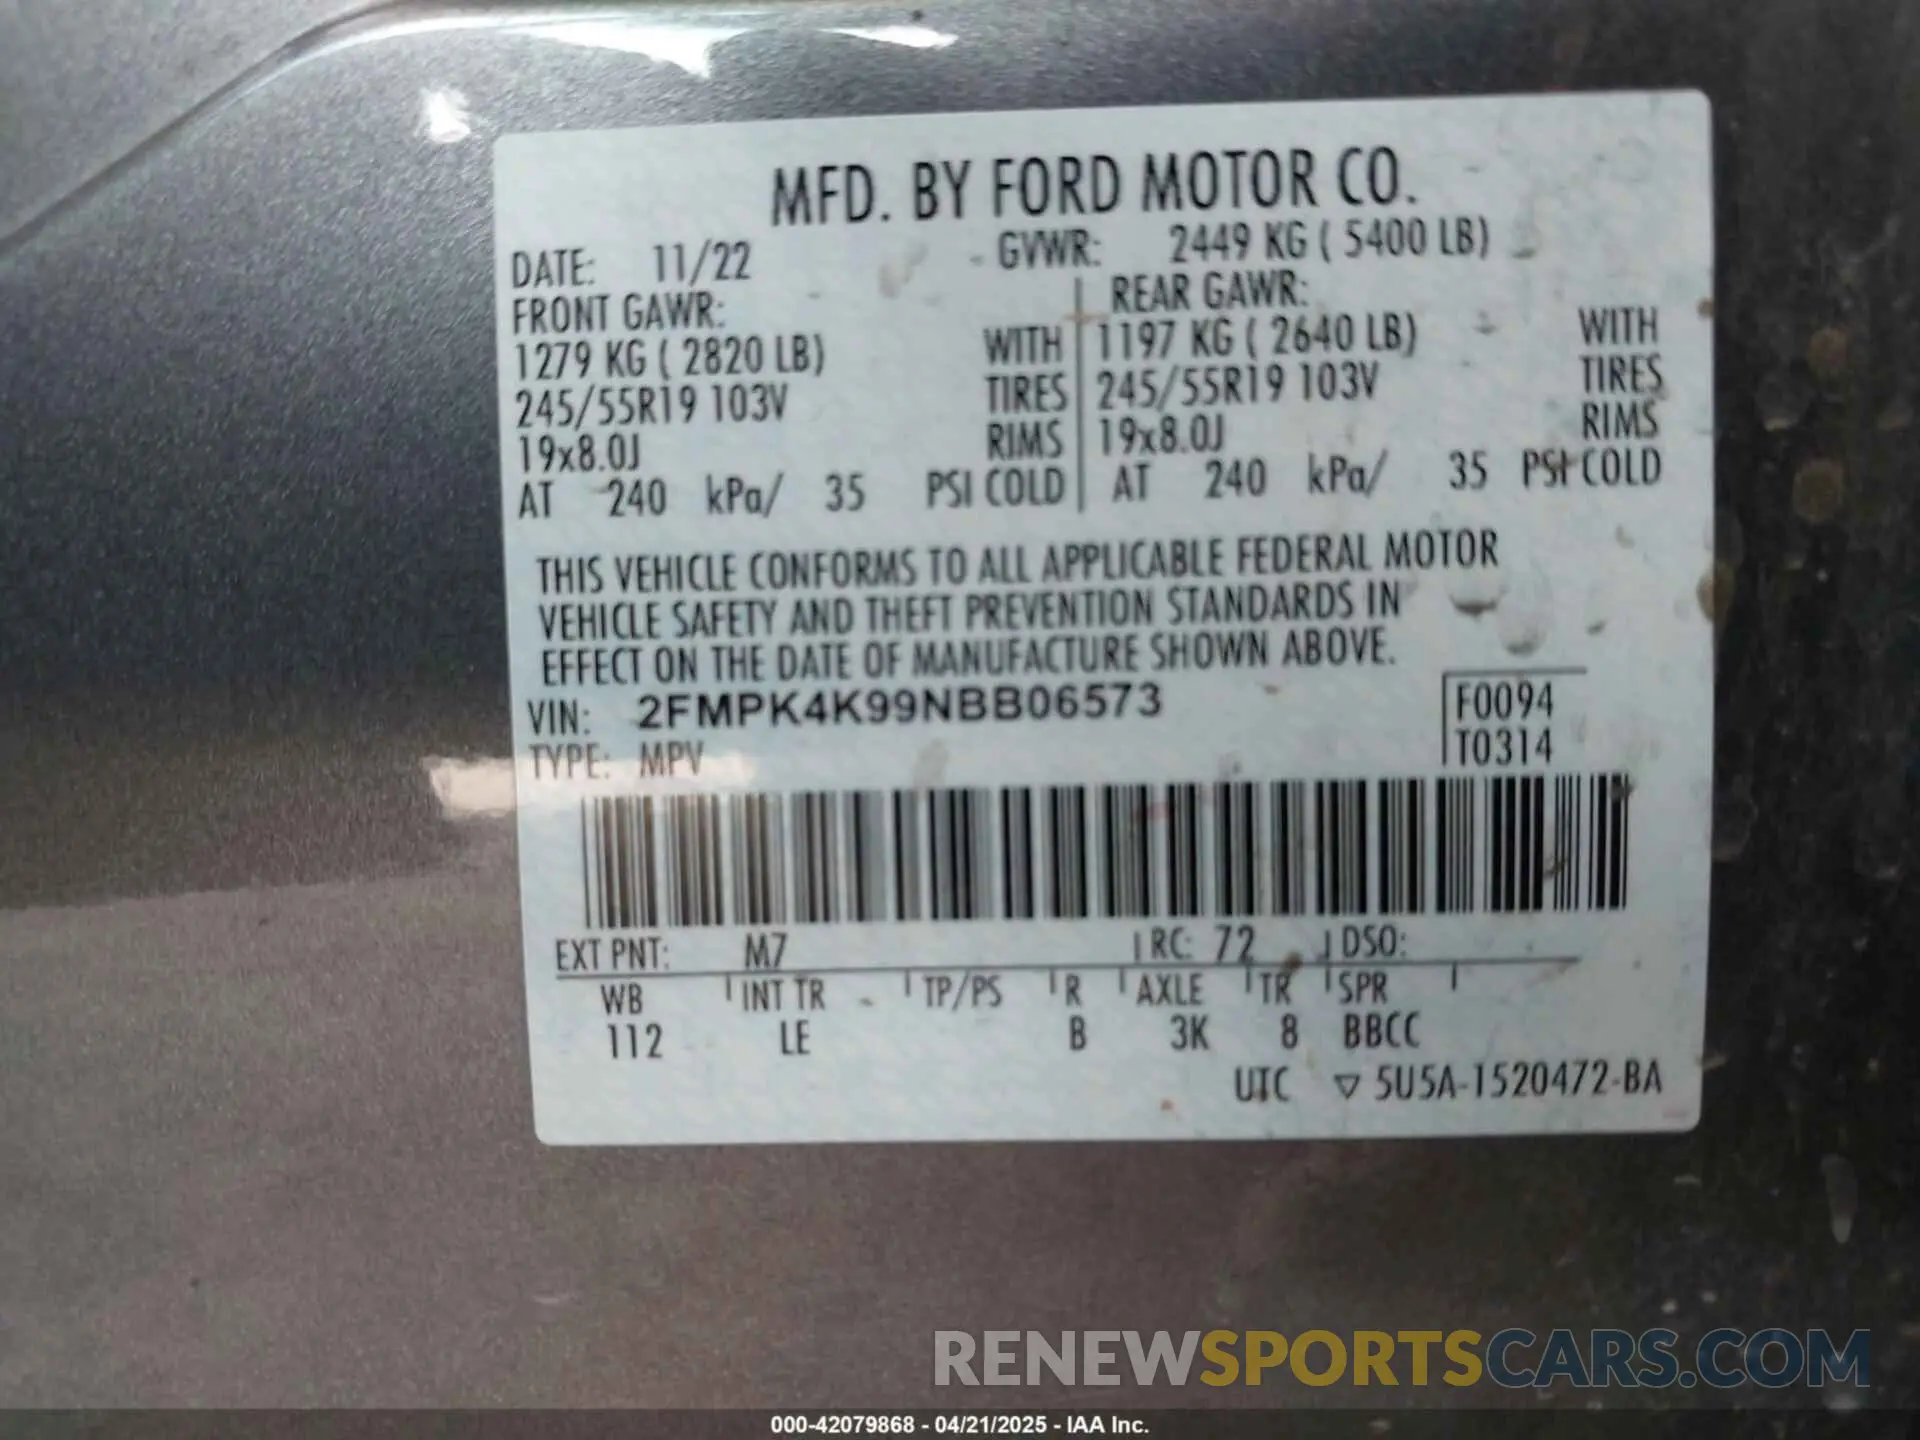 MFD. BY FORD MOTOR CO.
DATE: 11/22 GVWR: 2449 KG ( 5400 LB)
FRONT GAWR: REAR GAWR:
1279 KG ( 2820 LB) WITH 1197 KG ( 2640 LB) WITH
245/55R19 103V TIRES 245/55R19 103V TIRES
19x8.0J RIMS 19x8.0J RIMS
AT 240 kPa/ 35 PSI COLD AT 240 kPa/ 35 PSI COLD
THIS VEHICLE CONFORMS TO ALL APPLICABLE FEDERAL MOTOR
VEHICLE SAFETY AND THEFT PREVENTION STANDARDS IN
EFFECT ON THE DATE OF MANUFACTURE SHOWN ABOVE.
VIN: 2FMPK4K99NBB06573 F0094
TYPE: MPV T0314
EXT PNT: M7 RC: 72 DSO:
WB INT TR TP/PS R AXLE TR SPR
112 LE B 3K 8 BBCC
UTC ▽ 5U5A-1520472-BA
RENEWSPORTSCARS.COM
000-42079868 - 04/21/2025 - IAA Inc.